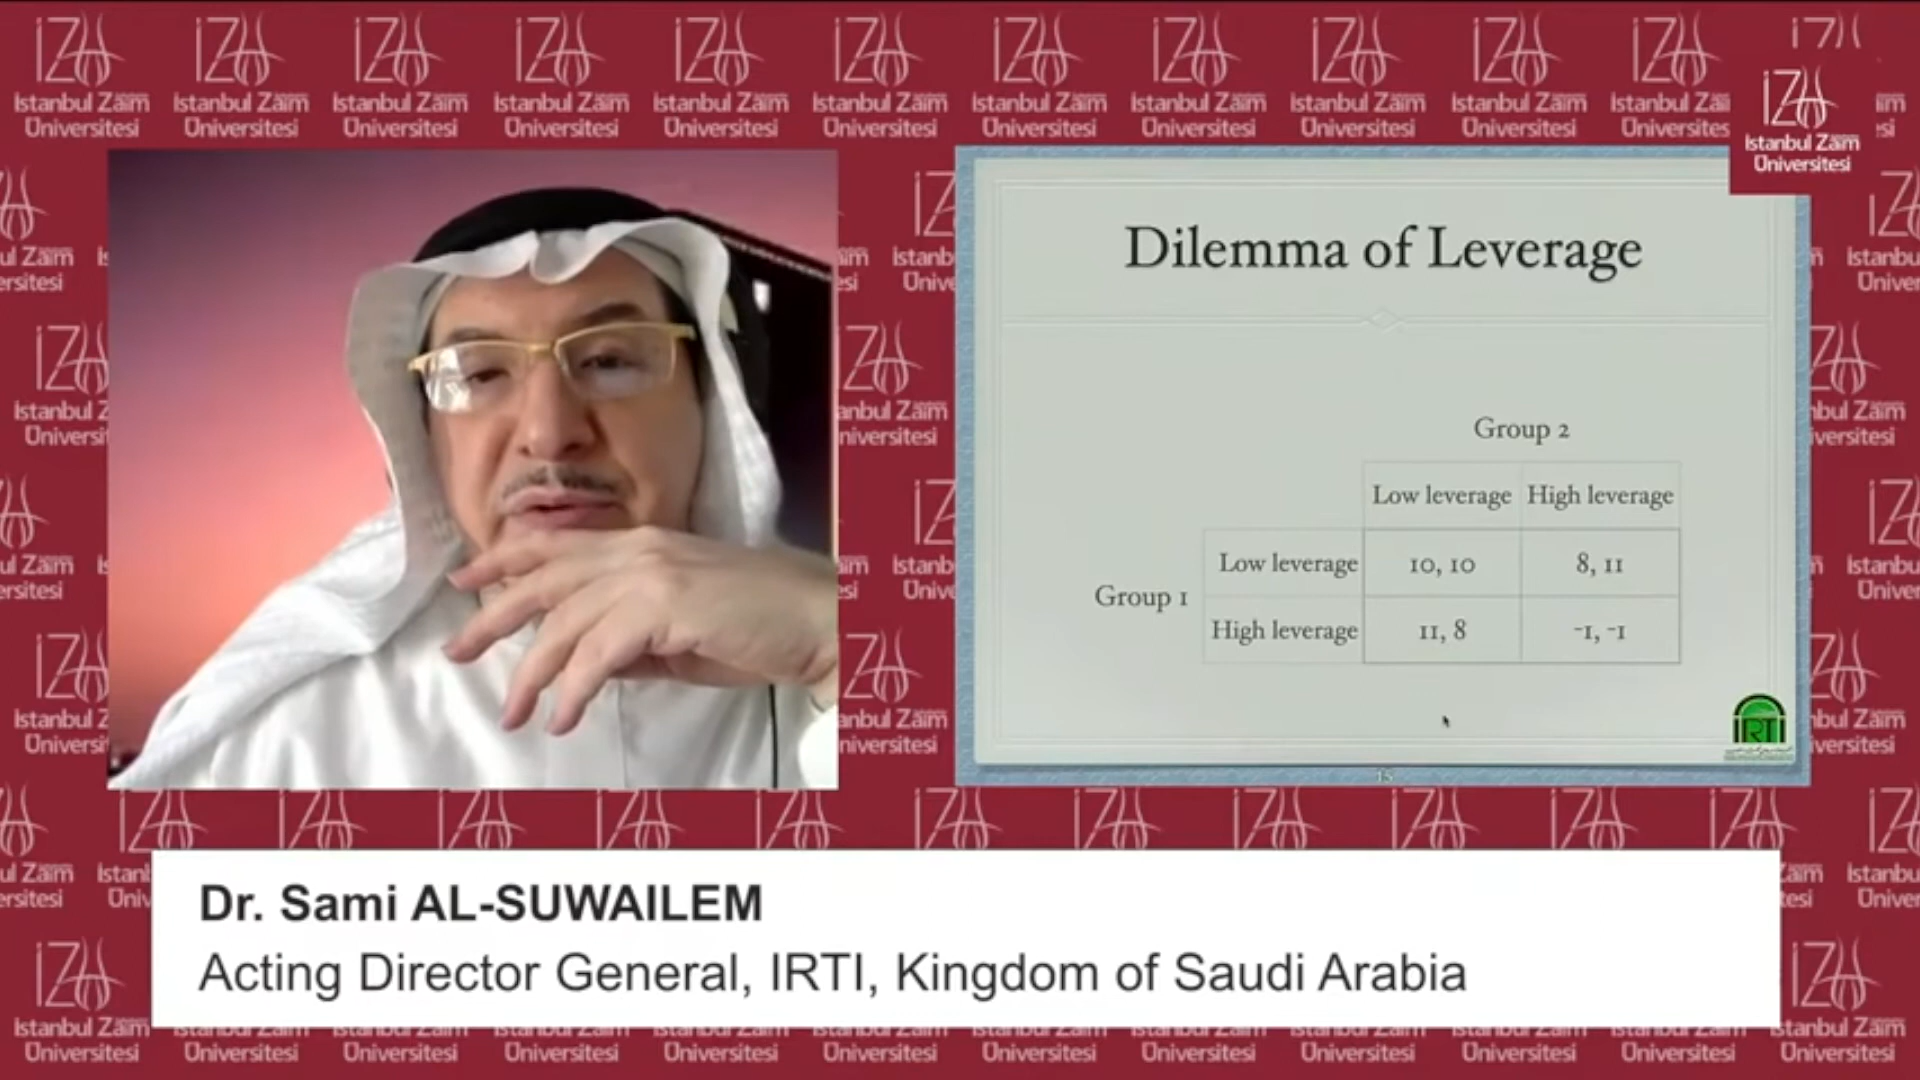 İZÜ
İstanbul Zaim
Üniversitesi
Dilemma of Leverage
Group 2
Low leverage High leverage
Low leverage 10, 10 8, 11
Group 1
High leverage 11, 8 -1, -1
IRTI
15
Dr. Sami AL-SUWAILEM
Acting Director General, IRTI, Kingdom of Saudi Arabia